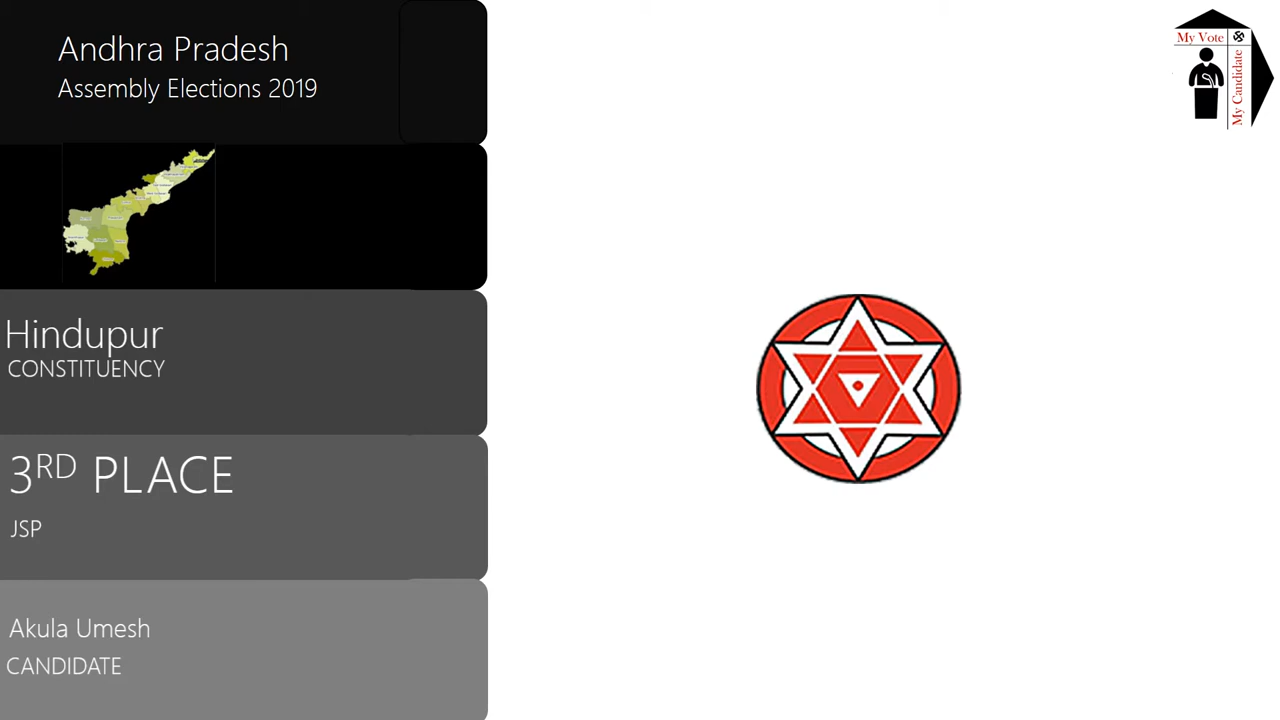 Andhra Pradesh
Assembly Elections 2019
My Vote
My Candidate
Hindupur
CONSTITUENCY
3RD PLACE
JSP
Akula Umesh
CANDIDATE